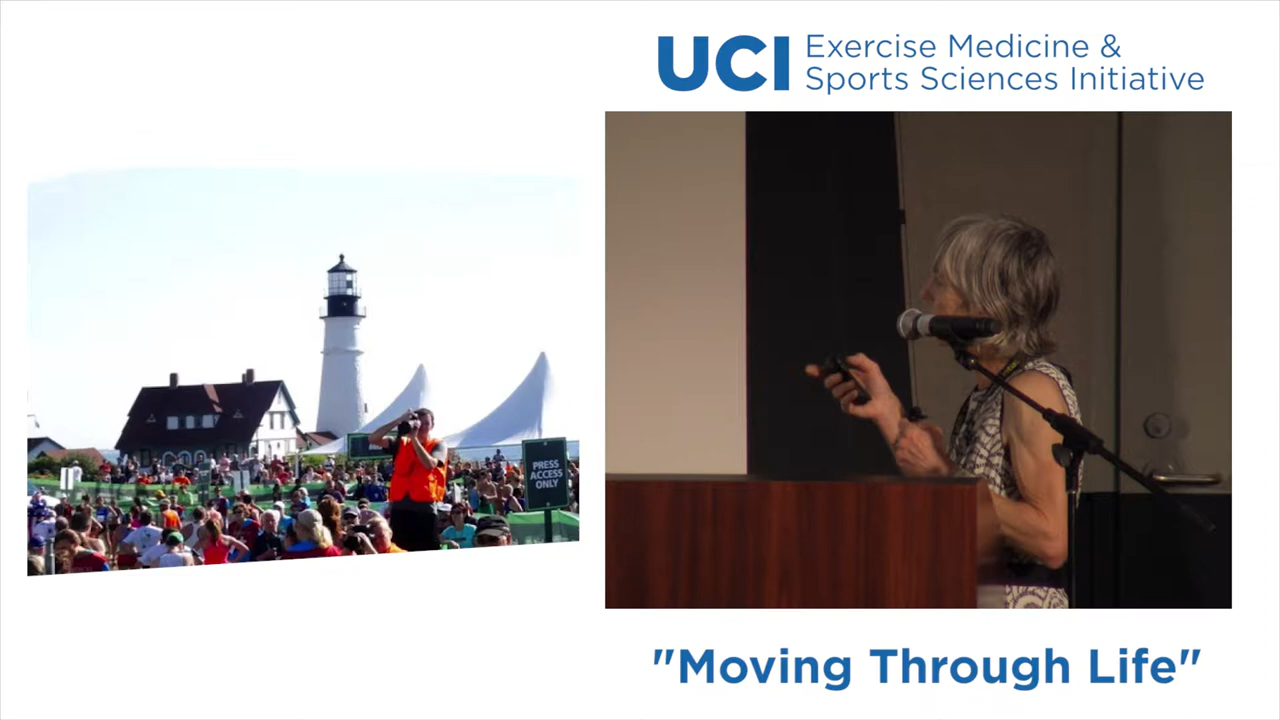 UCI Exercise Medicine &
Sports Sciences Initiative
PRESS
ACCESS
ONLY
"Moving Through Life"